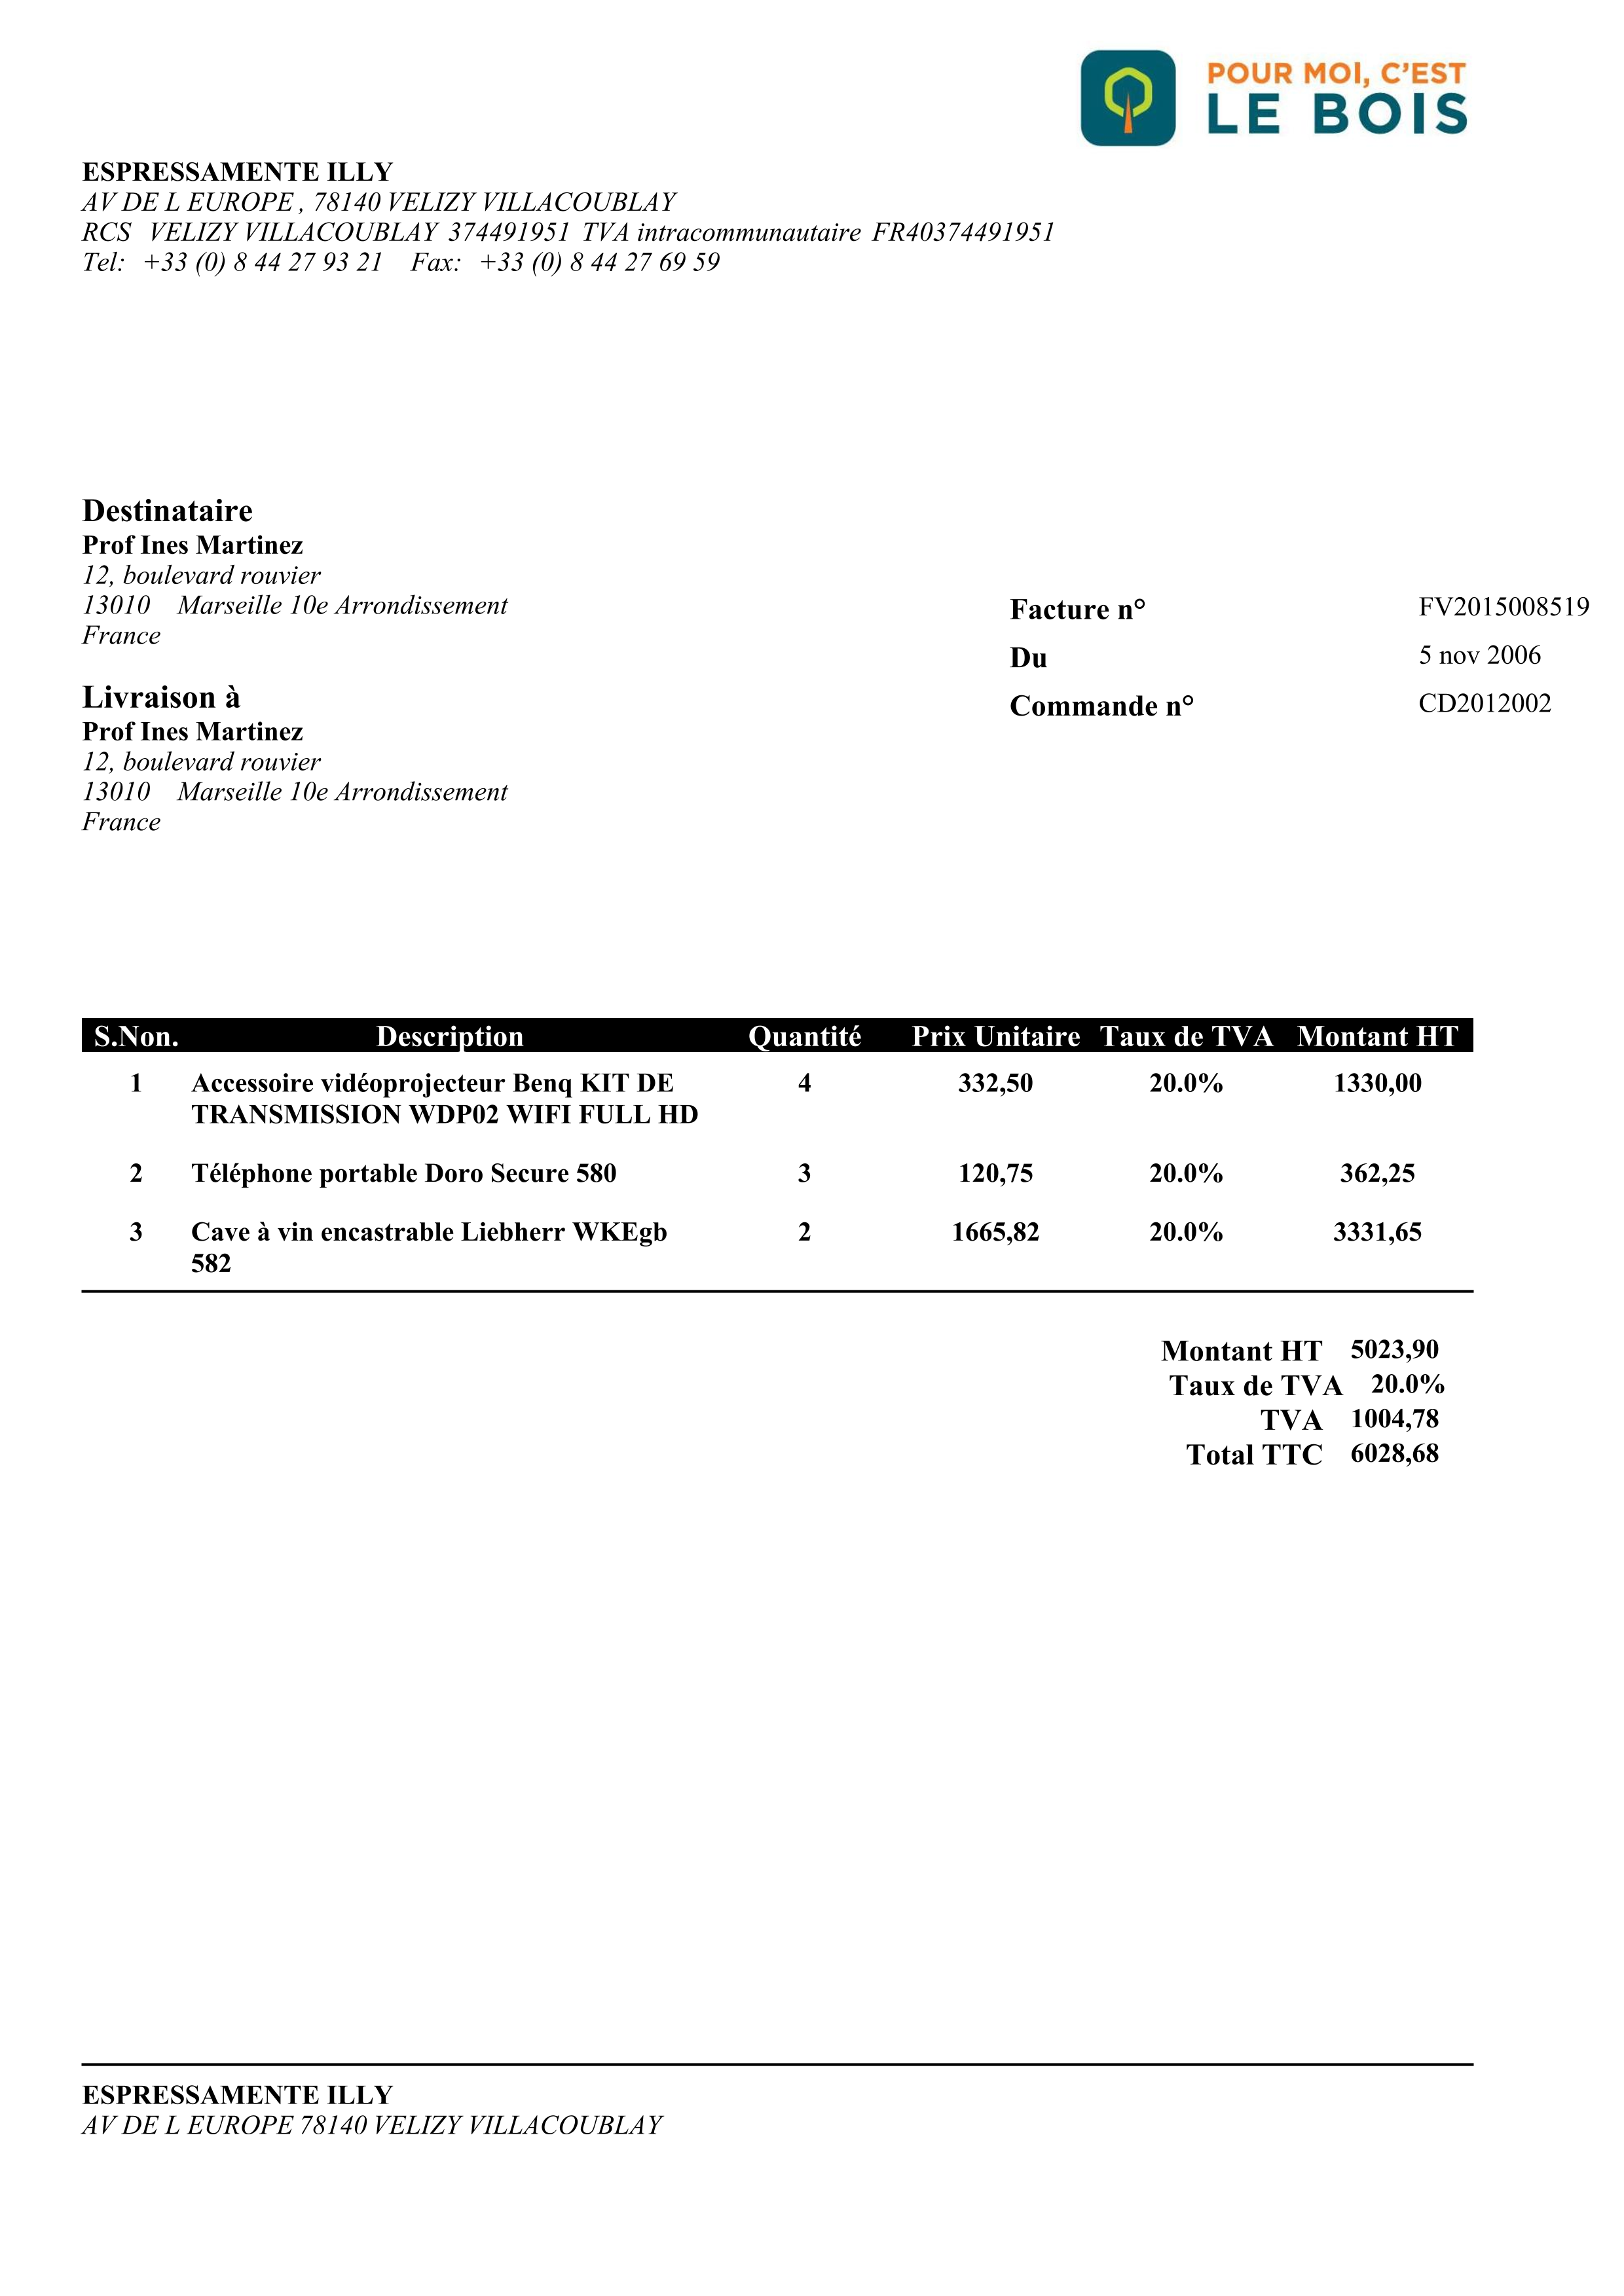 POUR MOI, C'EST
LE BOIS
ESPRESSAMENTE ILLY
AV DE L EUROPE , 78140 VELIZY VILLACOUBLAY
RCS VELIZY VILLACOUBLAY 374491951 TVA intracommunautaire FR40374491951
Tel: +33 (0) 8 44 27 93 21 Fax: +33 (0) 8 44 27 69 59
Destinataire
Prof Ines Martinez
12, boulevard rouvier
13010 Marseille 10e Arrondissement
France
Facture n° FV2015008519
Du 5 nov 2006
Commande n° CD2012002
Livraison à
Prof Ines Martinez
12, boulevard rouvier
13010 Marseille 10e Arrondissement
France
S.Non. Description Quantité Prix Unitaire Taux de TVA Montant HT
1 Accessoire vidéoprojecteur Benq KIT DE 4 332,50 20.0% 1330,00
TRANSMISSION WDP02 WIFI FULL HD
2 Téléphone portable Doro Secure 580 3 120,75 20.0% 362,25
3 Cave à vin encastrable Liebherr WKEgb 2 1665,82 20.0% 3331,65
582
Montant HT 5023,90
Taux de TVA 20.0%
TVA 1004,78
Total TTC 6028,68
ESPRESSAMENTE ILLY
AV DE L EUROPE 78140 VELIZY VILLACOUBLAY